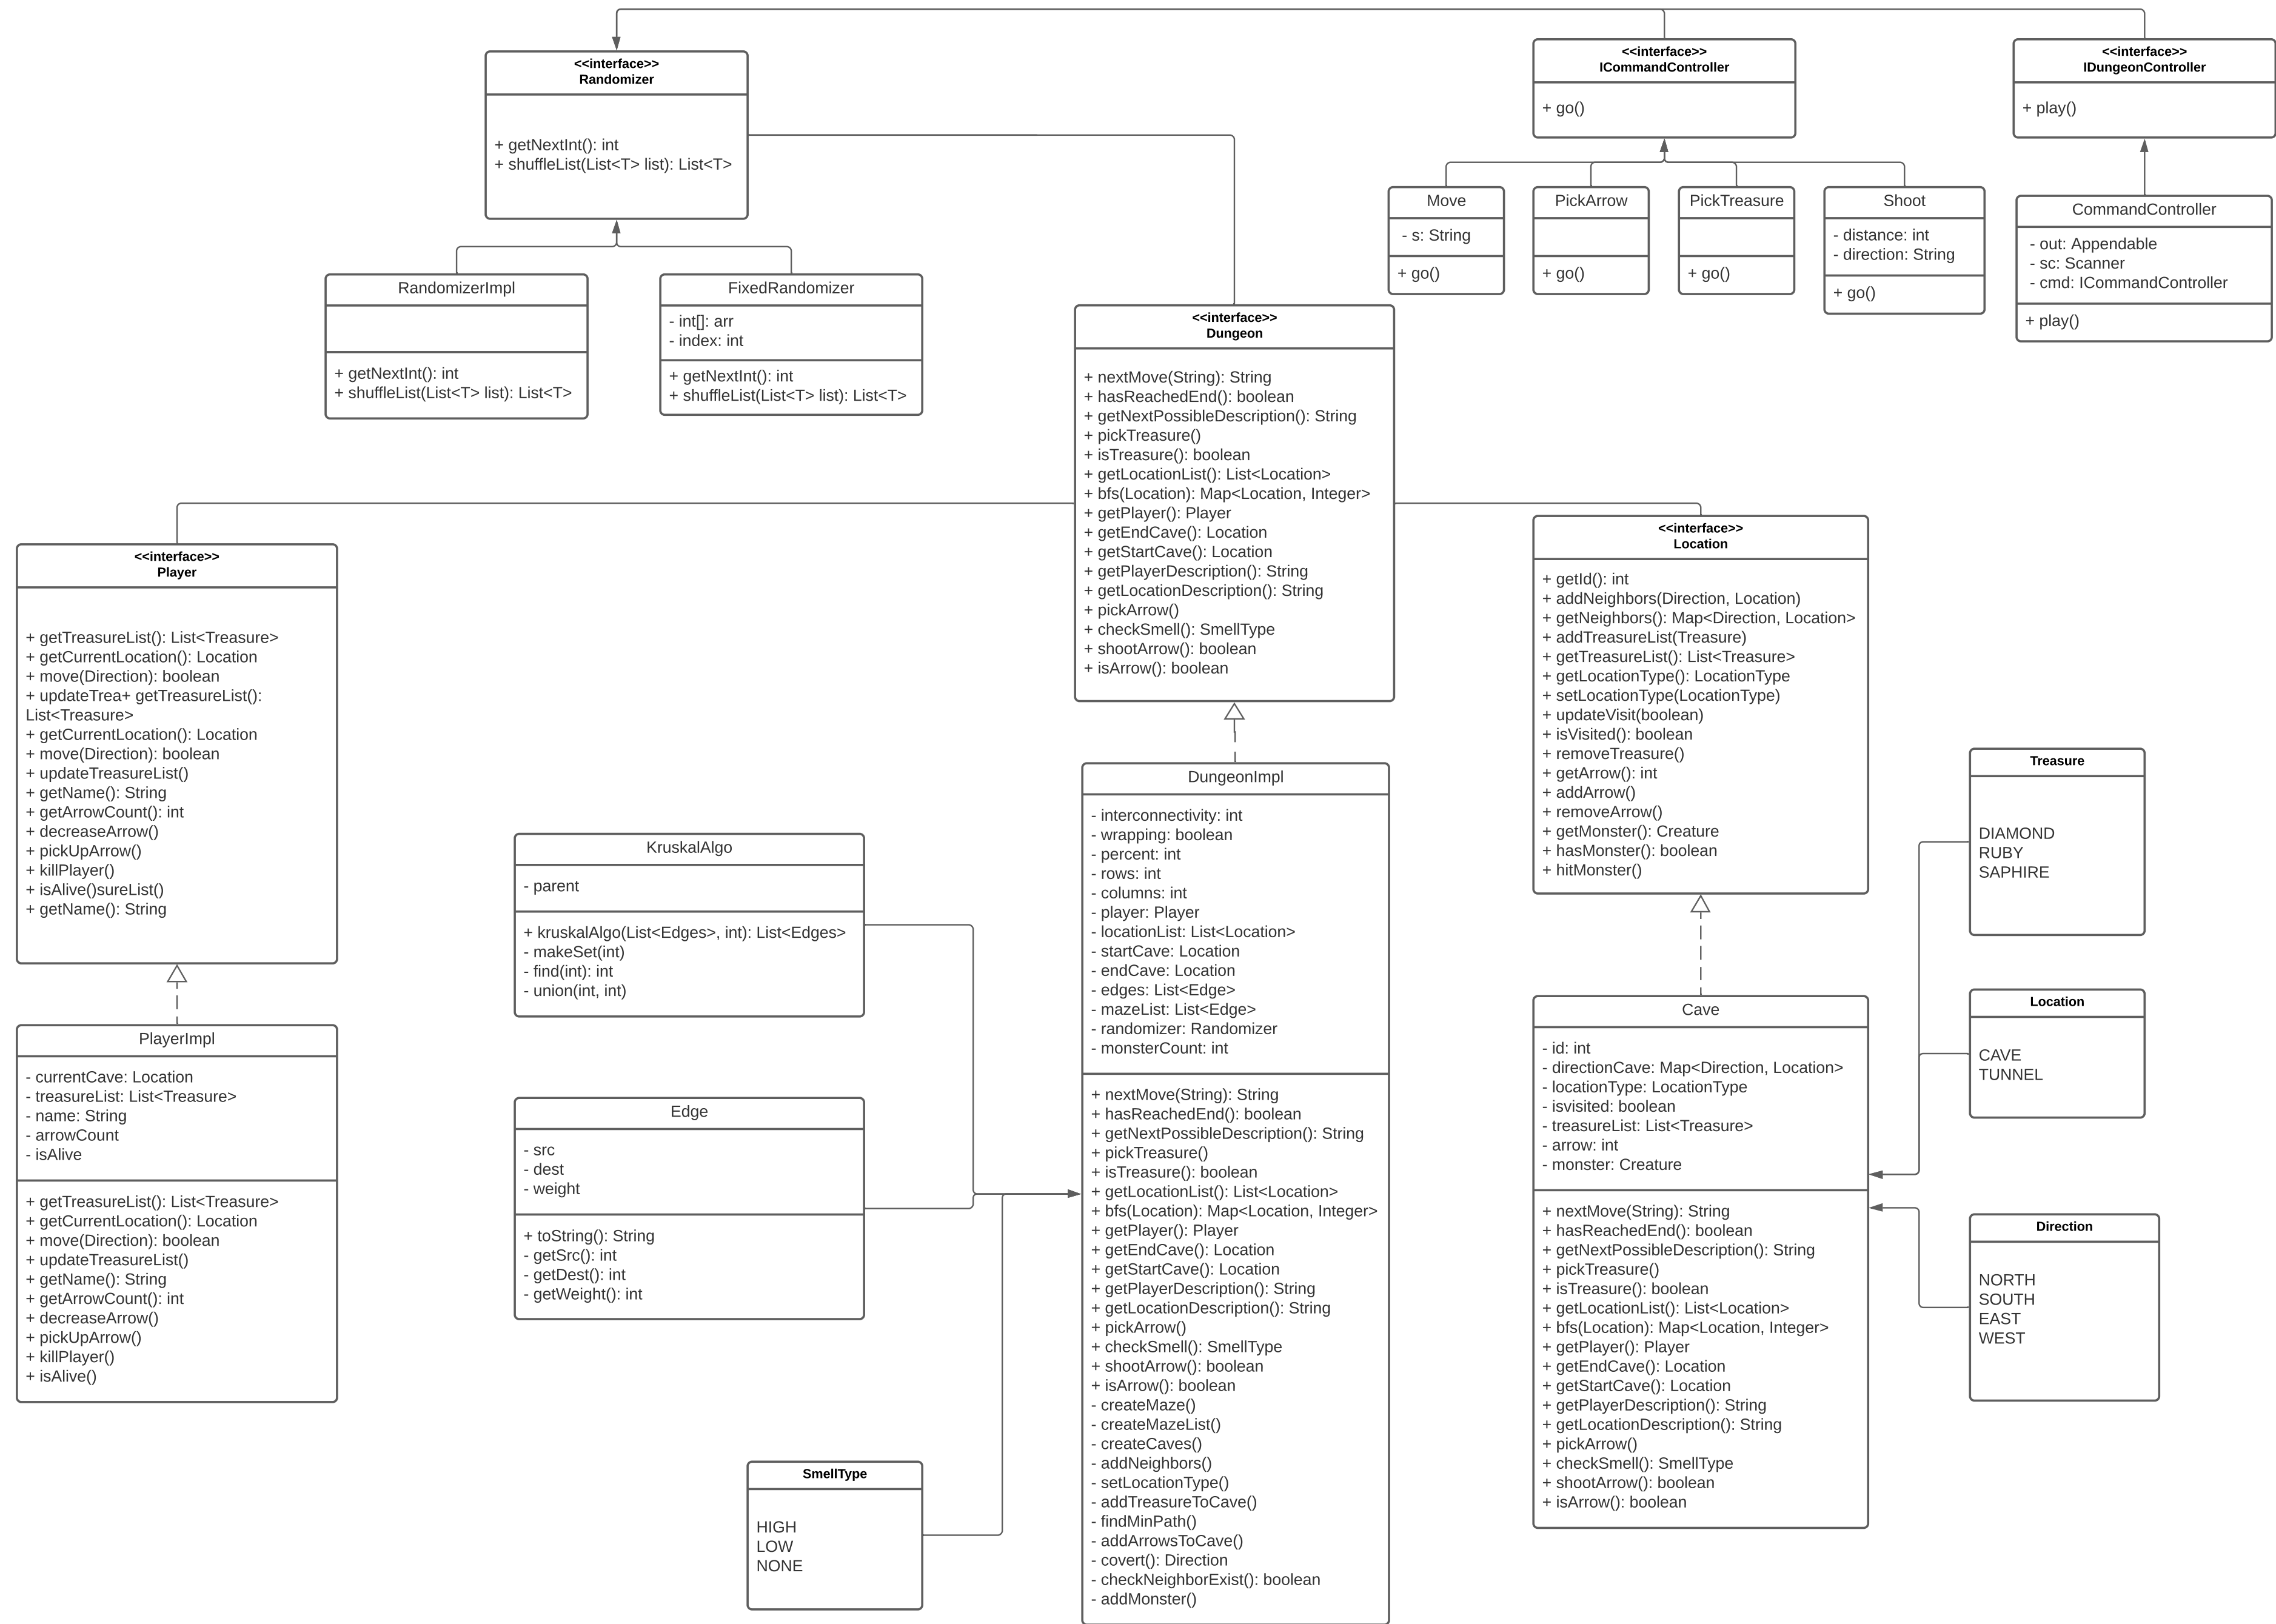 <<interface>>
Randomizer
+ getNextInt(): int
+ shuffleList(List<T> list): List<T>
<<interface>>
ICommandController
+ go()
<<interface>>
IDungeonController
+ play()
RandomizerImpl
+ getNextInt(): int
+ shuffleList(List<T> list): List<T>
FixedRandomizer
- int[]: arr
- index: int
+ getNextInt(): int
+ shuffleList(List<T> list): List<T>
Move
- s: String
+ go()
PickArrow
+ go()
PickTreasure
+ go()
Shoot
- distance: int
- direction: String
+ go()
CommandController
- out: Appendable
- sc: Scanner
- cmd: ICommandController
+ play()
<<interface>>
Dungeon
+ nextMove(String): String
+ hasReachedEnd(): boolean
+ getNextPossibleDescription(): String
+ pickTreasure()
+ isTreasure(): boolean
+ getLocationList(): List<Location>
+ bfs(Location): Map<Location, Integer>
+ getPlayer(): Player
+ getEndCave(): Location
+ getStartCave(): Location
+ getPlayerDescription(): String
+ getLocationDescription(): String
+ pickArrow()
+ checkSmell(): SmellType
+ shootArrow(): boolean
+ isArrow(): boolean
<<interface>>
Player
+ getTreasureList(): List<Treasure>
+ getCurrentLocation(): Location
+ move(Direction): boolean
+ updateTrea+ getTreasureList():
List<Treasure>
+ getCurrentLocation(): Location
+ move(Direction): boolean
+ updateTreasureList()
+ getName(): String
+ getArrowCount(): int
+ decreaseArrow()
+ pickUpArrow()
+ killPlayer()
+ isAlive()sureList()
+ getName(): String
<<interface>>
Location
+ getId(): int
+ addNeighbors(Direction, Location)
+ getNeighbors(): Map<Direction, Location>
+ addTreasureList(Treasure)
+ getTreasureList(): List<Treasure>
+ getLocationType(): LocationType
+ setLocationType(LocationType)
+ updateVisit(boolean)
+ isVisited(): boolean
+ removeTreasure()
+ getArrow(): int
+ addArrow()
+ removeArrow()
+ getMonster(): Creature
+ hasMonster(): boolean
+ hitMonster()
PlayerImpl
- currentCave: Location
- treasureList: List<Treasure>
- name: String
- arrowCount
- isAlive
+ getTreasureList(): List<Treasure>
+ getCurrentLocation(): Location
+ move(Direction): boolean
+ updateTreasureList()
+ getName(): String
+ getArrowCount(): int
+ decreaseArrow()
+ pickUpArrow()
+ killPlayer()
+ isAlive()
KruskalAlgo
- parent
+ kruskalAlgo(List<Edges>, int): List<Edges>
- makeSet(int)
- find(int): int
- union(int, int)
Edge
- src
- dest
- weight
+ toString(): String
- getSrc(): int
- getDest(): int
- getWeight(): int
SmellType
HIGH
LOW
NONE
DungeonImpl
- interconnectivity: int
- wrapping: boolean
- percent: int
- rows: int
- columns: int
- player: Player
- locationList: List<Location>
- startCave: Location
- endCave: Location
- edges: List<Edge>
- mazeList: List<Edge>
- randomizer: Randomizer
- monsterCount: int
+ nextMove(String): String
+ hasReachedEnd(): boolean
+ getNextPossibleDescription(): String
+ pickTreasure()
+ isTreasure(): boolean
+ getLocationList(): List<Location>
+ bfs(Location): Map<Location, Integer>
+ getPlayer(): Player
+ getEndCave(): Location
+ getStartCave(): Location
+ getPlayerDescription(): String
+ getLocationDescription(): String
+ pickArrow()
+ checkSmell(): SmellType
+ shootArrow(): boolean
+ isArrow(): boolean
- createMaze()
- createMazeList()
- createCaves()
- addNeighbors()
- setLocationType()
- addTreasureToCave()
- findMinPath()
- addArrowsToCave()
- covert(): Direction
- checkNeighborExist(): boolean
- addMonster()
Cave
- id: int
- directionCave: Map<Direction, Location>
- locationType: LocationType
- isvisited: boolean
- treasureList: List<Treasure>
- arrow: int
- monster: Creature
+ nextMove(String): String
+ hasReachedEnd(): boolean
+ getNextPossibleDescription(): String
+ pickTreasure()
+ isTreasure(): boolean
+ getLocationList(): List<Location>
+ bfs(Location): Map<Location, Integer>
+ getPlayer(): Player
+ getEndCave(): Location
+ getStartCave(): Location
+ getPlayerDescription(): String
+ getLocationDescription(): String
+ pickArrow()
+ checkSmell(): SmellType
+ shootArrow(): boolean
+ isArrow(): boolean
Treasure
DIAMOND
RUBY
SAPHIRE
Location
CAVE
TUNNEL
Direction
NORTH
SOUTH
EAST
WEST